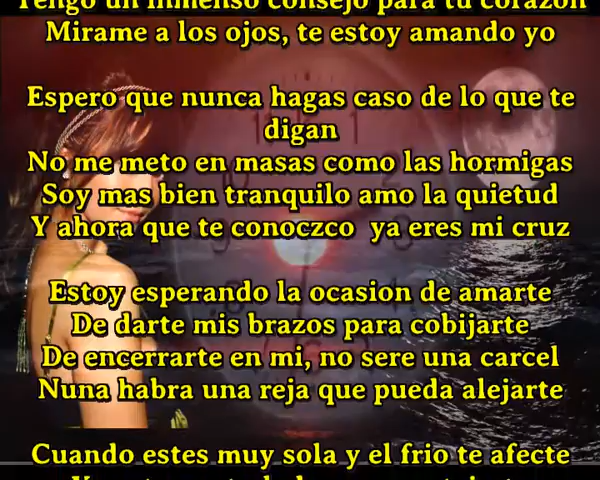 Tengo un inmenso consejo para tu corazon
Mirame a los ojos, te estoy amando yo
Espero que nunca hagas caso de lo que te
digan
No me meto en masas como las hormigas
Soy mas bien tranquilo amo la quietud
Y ahora que te conoczco ya eres mi cruz
Estoy esperando la ocasion de amarte
De darte mis brazos para cobijarte
De encerrarte en mi, no sere una carcel
Nuna habra una reja que pueda alejarte
Cuando estes muy sola y el frio te afecte